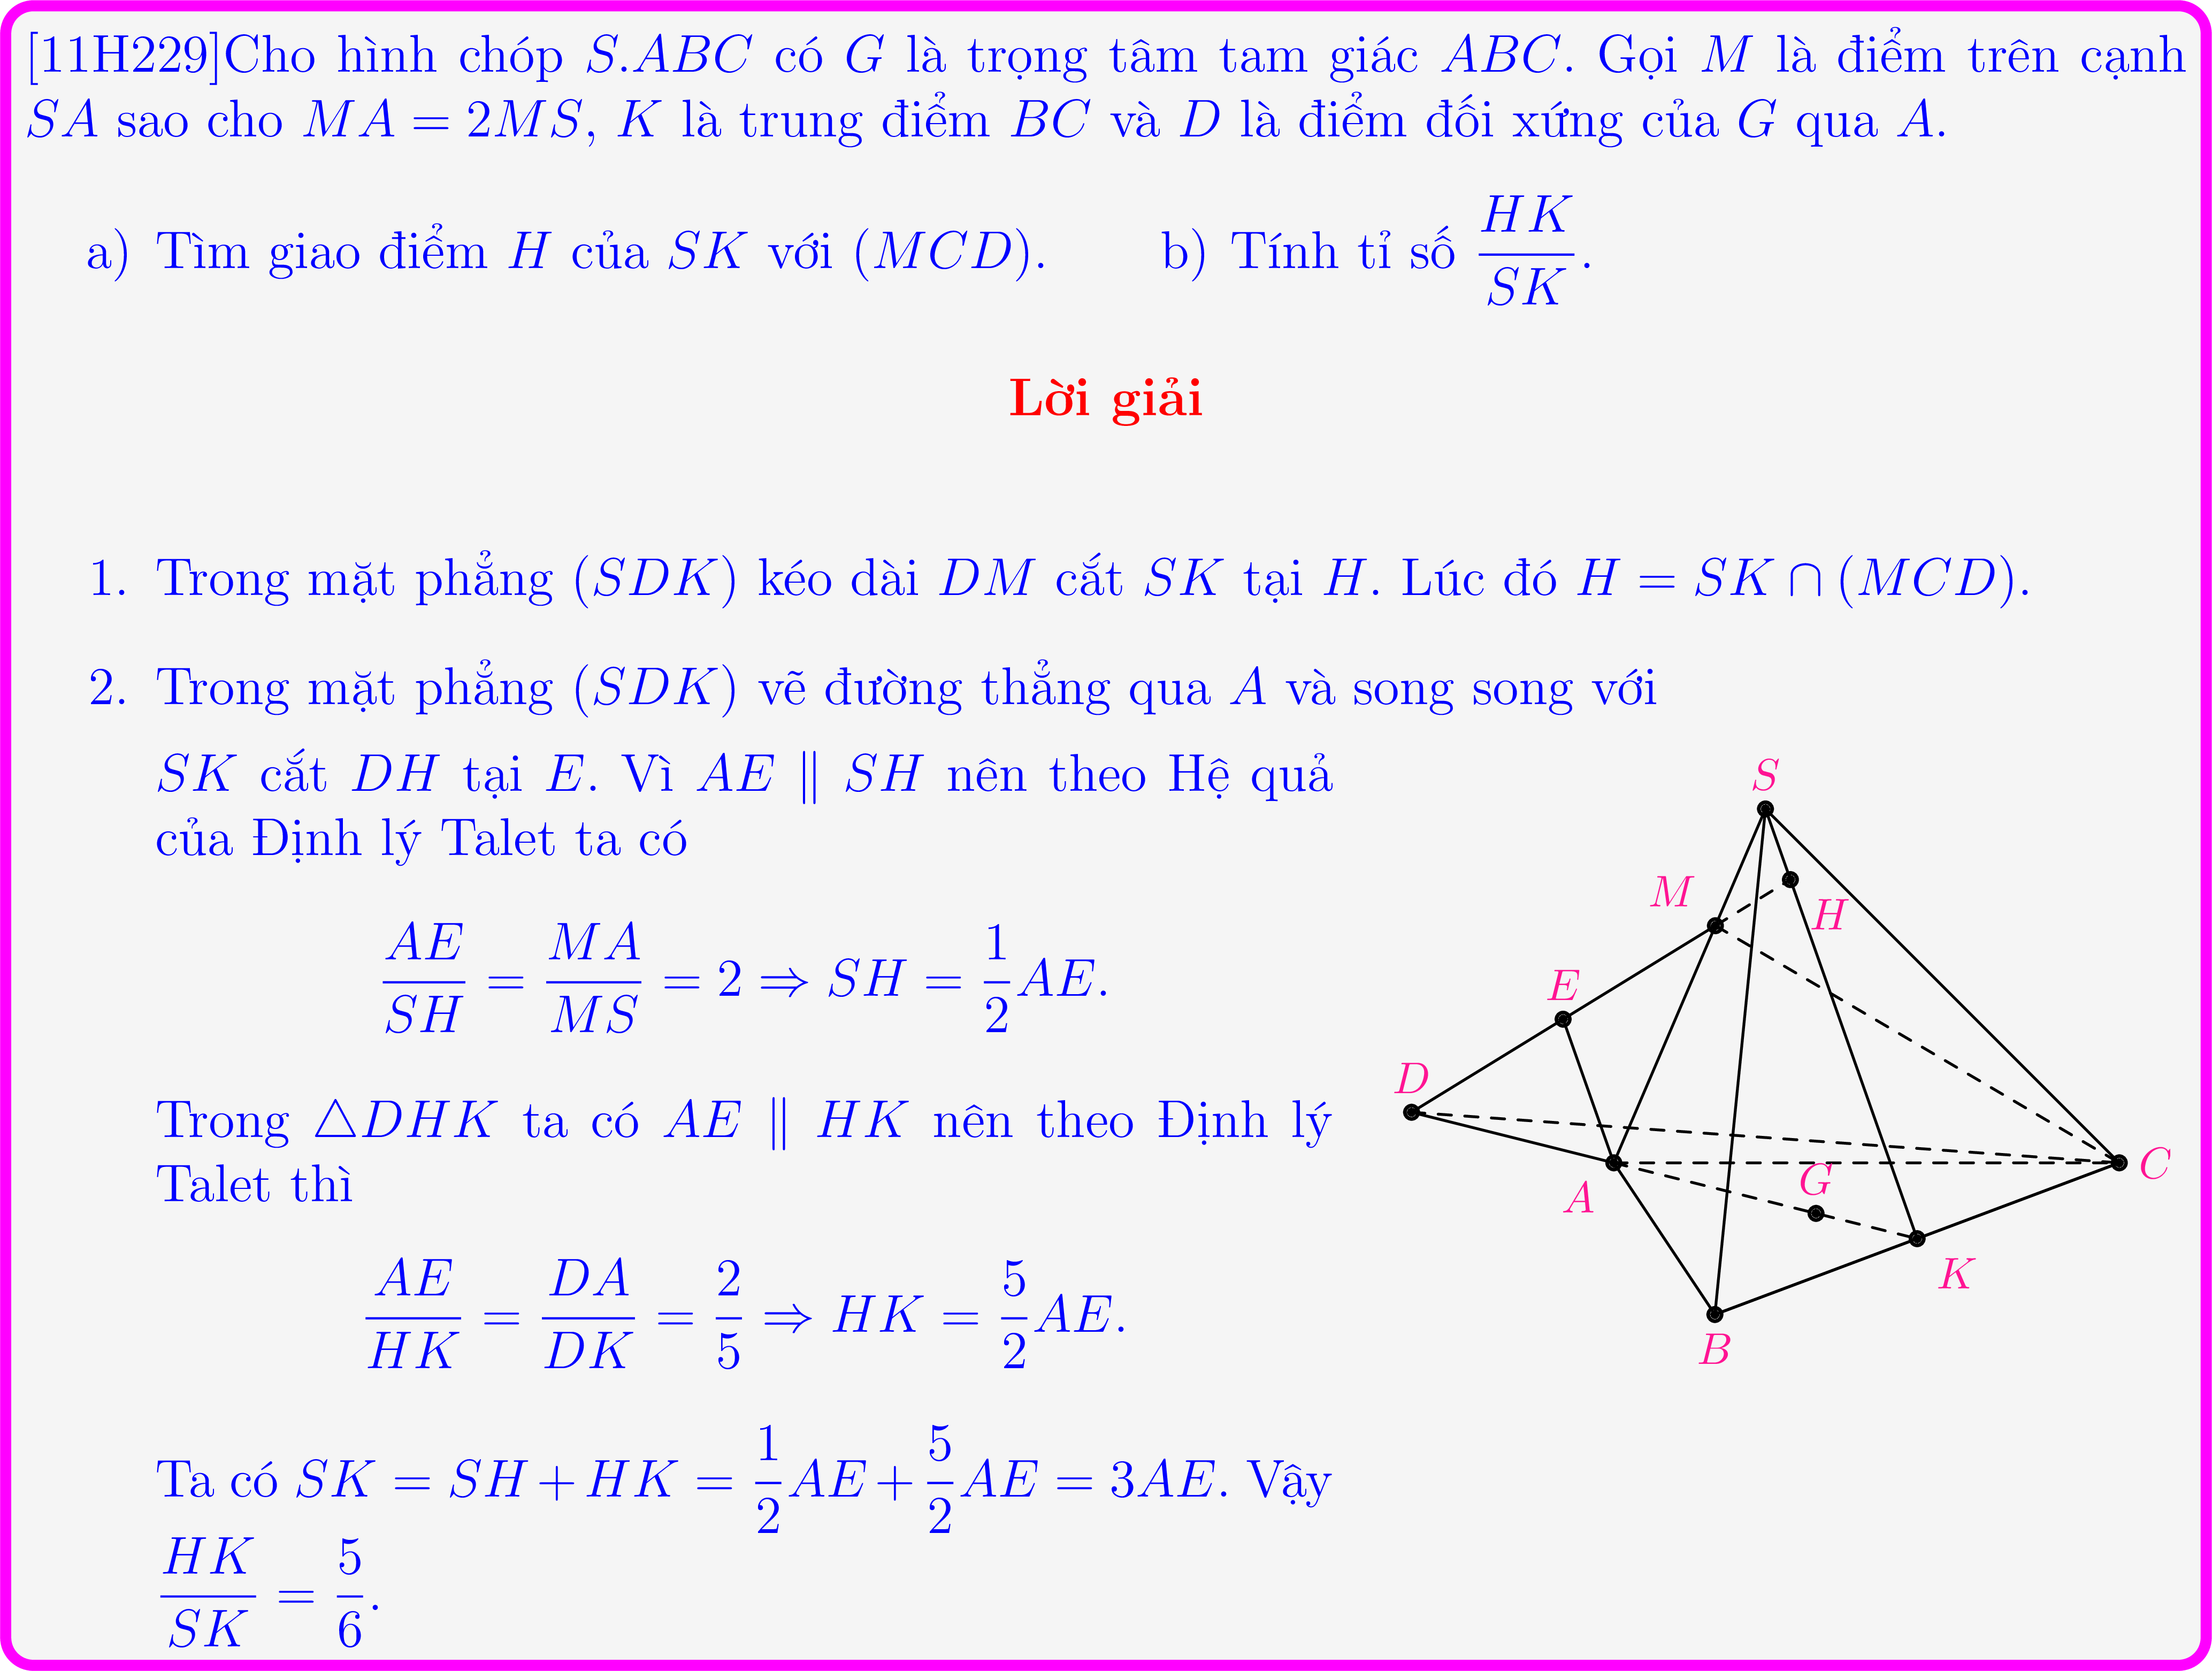 [11H229]Cho hình chóp S.ABC có G là trọng tâm tam giác ABC. Gọi M là điểm trên cạnh
SA sao cho MA = 2MS, K là trung điểm BC và D là điểm đối xứng của G qua A.
a) Tìm giao điểm H của SK với (MCD). b) Tính tỉ số \frac{HK}{SK}.
Lời giải
1. Trong mặt phẳng (SDK) kéo dài DM cắt SK tại H. Lúc đó H = SK ∩ (MCD).
2. Trong mặt phẳng (SDK) vẽ đường thẳng qua A và song song với
SK cắt DH tại E. Vì AE ∥ SH nên theo Hệ quả
của Định lý Talet ta có
\frac{AE}{SH} = \frac{MA}{MS} = 2 ⇒ SH = \frac{1}{2}AE.
Trong △DHK ta có AE ∥ HK nên theo Định lý
Talet thì
\frac{AE}{HK} = \frac{DA}{DK} = \frac{2}{5} ⇒ HK = \frac{5}{2}AE.
Ta có SK = SH + HK = \frac{1}{2}AE + \frac{5}{2}AE = 3AE. Vậy
\frac{HK}{SK} = \frac{5}{6}.
S
M
H
E
D
C
G
A
K
B